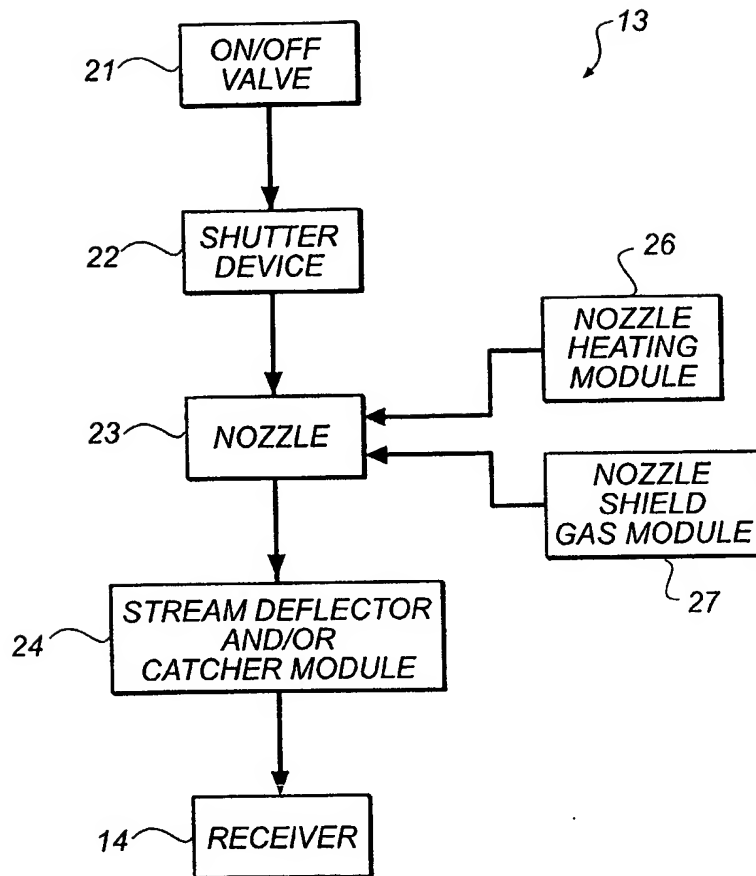 13
21
ON/OFF
VALVE
22
SHUTTER
DEVICE
26
NOZZLE
HEATING
MODULE
23
NOZZLE
NOZZLE
SHIELD
GAS MODULE
27
24
STREAM DEFLECTOR
AND/OR
CATCHER MODULE
14
RECEIVER